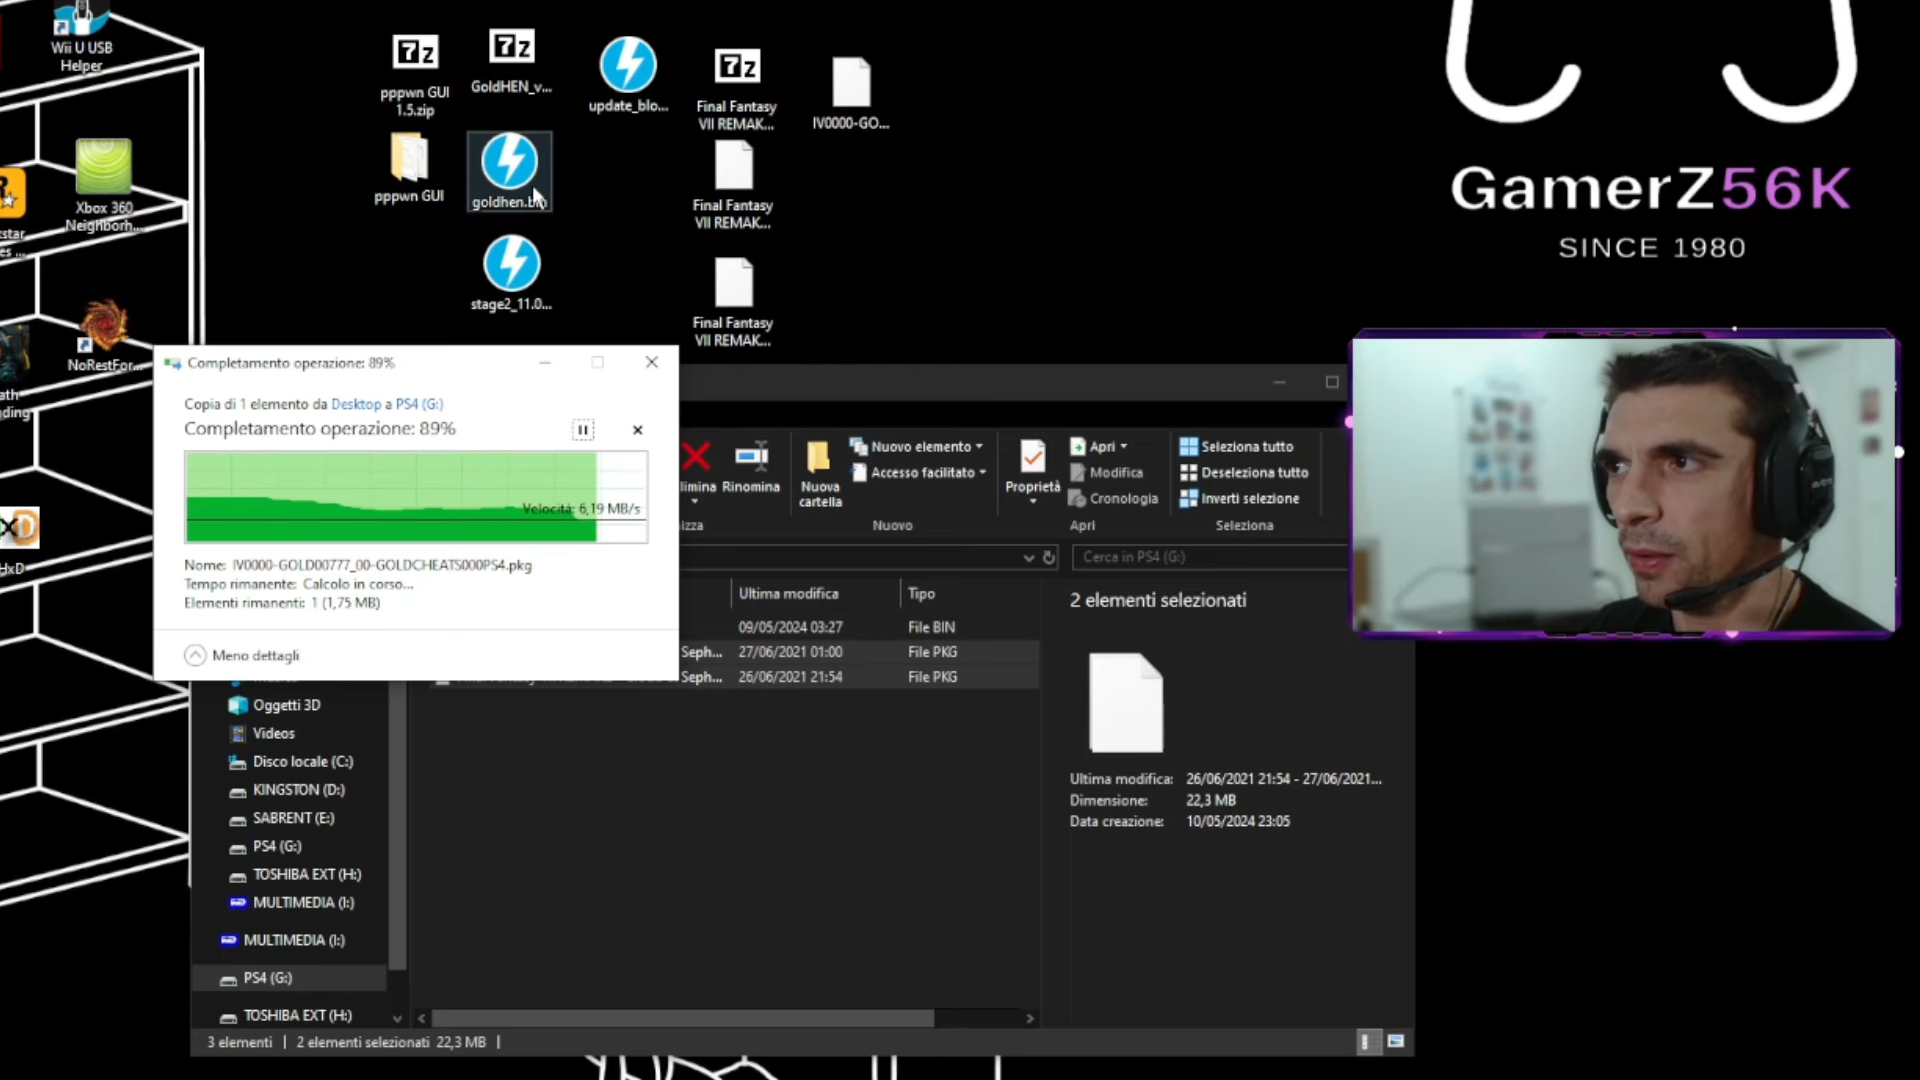 Wii U USB
Helper
pppwn GUI
1.5.zip
GoldHEN_v...
update_blo...
Final Fantasy
VII REMAK...
IV0000-GO...
GamerZ56K
SINCE 1980
Xbox 360
Neighborh...
pppwn GUI
Final Fantasy
VII REMAK...
stage2_11.0...
Final Fantasy
VII REMAK...
NoRestFor...
HxD
Completamento operazione: 89%
Copia di 1 elemento da Desktop a PS4 (G:)
Completamento operazione: 89%
Velocità: 6,19 MB/s
Nome: IV0000-GOLD00777_00-GOLDCHEATS000PS4.pkg
Tempo rimanente: Calcolo in corso...
Elementi rimanenti: 1 (1,75 MB)
Meno dettagli
Rinomina
Nuova
cartella
Nuovo elemento
Accesso facilitato
Nuovo
Proprietà
Apri
Modifica
Cronologia
Apri
Seleziona tutto
Deseleziona tutto
Inverti selezione
Seleziona
Cerca in PS4 (G:)
Ultima modifica Tipo
09/05/2024 03:27 File BIN
Seph... 27/06/2021 01:00 File PKG
Seph... 26/06/2021 21:54 File PKG
2 elementi selezionati
Ultima modifica: 26/06/2021 21:54 - 27/06/2021...
Dimensione: 22,3 MB
Data creazione: 10/05/2024 23:05
Oggetti 3D
Videos
Disco locale (C:)
KINGSTON (D:)
SABRENT (E:)
PS4 (G:)
TOSHIBA EXT (H:)
MULTIMEDIA (I:)
MULTIMEDIA (I:)
PS4 (G:)
TOSHIBA EXT (H:)
3 elementi | 2 elementi selezionati 22,3 MB |